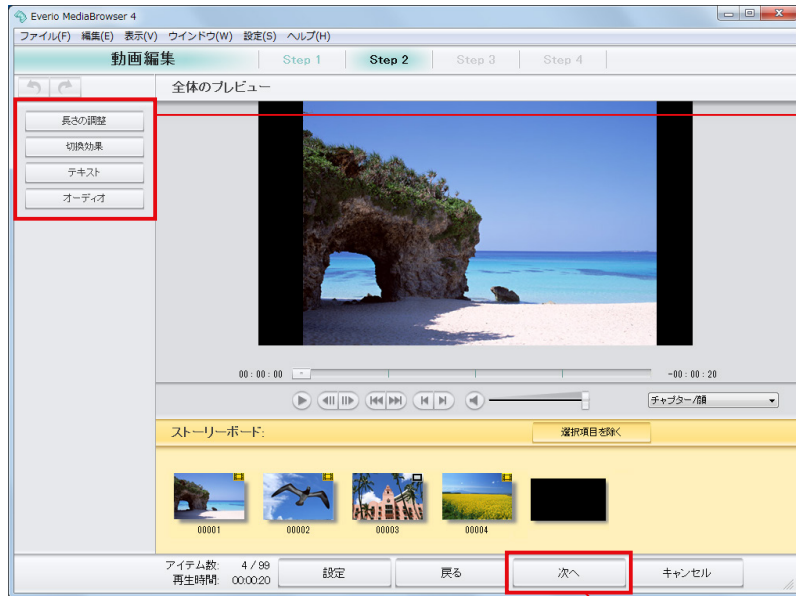 Everio MediaBrowser 4
ファイル(F) 編集(E) 表示(V) ウインドウ(W) 設定(S) ヘルプ(H)
動画編集 Step 1 Step 2 Step 3 Step 4
全体のプレビュー
長さの調整
切換効果
テキスト
オーディオ
00:00:00 -00:00:20
チャプター/顔
ストーリーボード: 選択項目を除く
00001 00002 00003 00004
アイテム数: 4/99
再生時間: 00:00:20
設定 戻る 次へ キャンセル